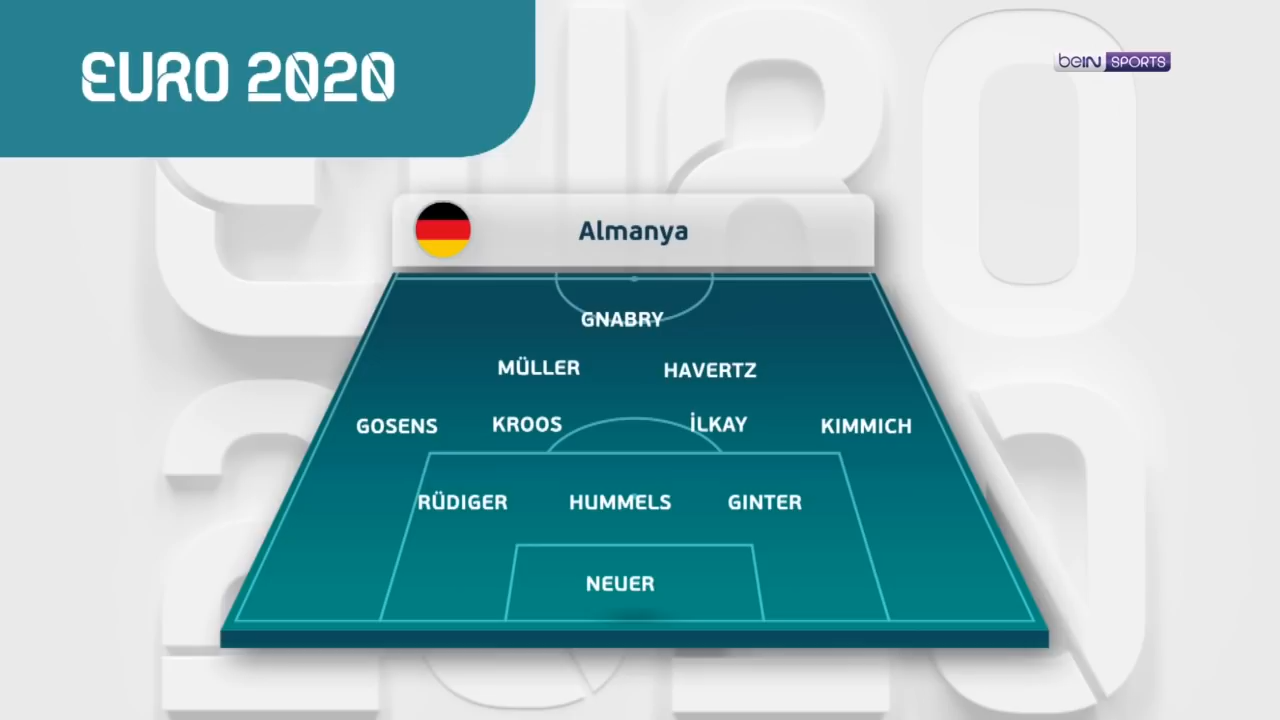 EURO 2020
beIN SPORTS
Almanya
GNABRY
MÜLLER HAVERTZ
GOSENS KROOS İLKAY KIMMICH
RÜDIGER HUMMELS GINTER
NEUER